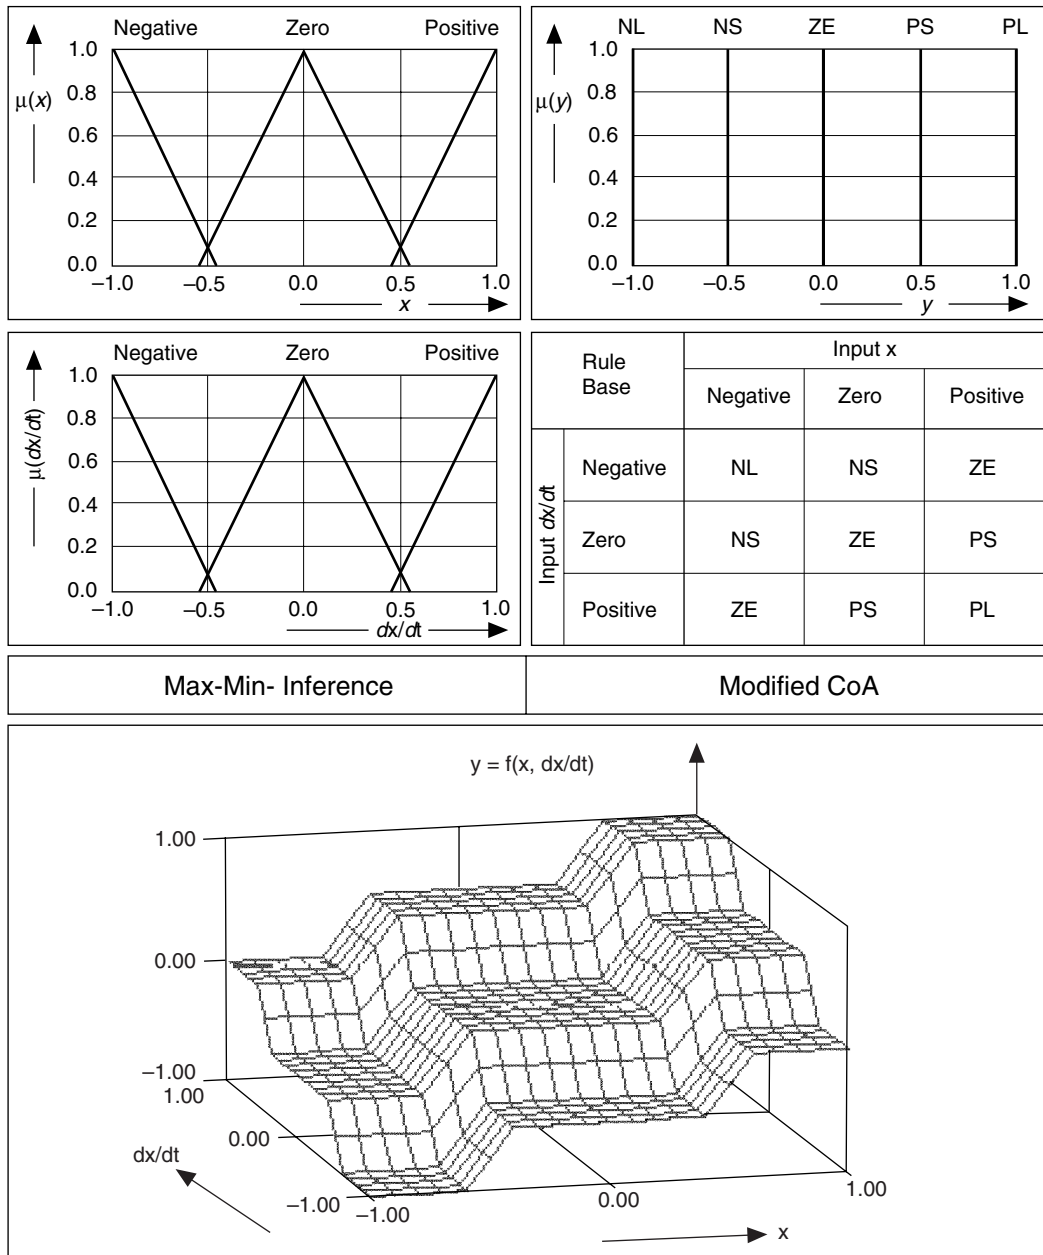 Negative Zero Positive
μ(x)
1.0
0.8
0.6
0.4
0.2
0.0
–1.0 –0.5 0.0 0.5 1.0
x
NL NS ZE PS PL
μ(y)
1.0
0.8
0.6
0.4
0.2
0.0
–1.0 –0.5 0.0 0.5 1.0
y
Negative Zero Positive
μ(dx/dt)
1.0
0.8
0.6
0.4
0.2
0.0
–1.0 –0.5 0.0 0.5 1.0
dx/dt
Rule
Base
Input x
Negative Zero Positive
Input dx/dt
Negative NL NS ZE
Zero NS ZE PS
Positive ZE PS PL
Max-Min- Inference
Modified CoA
y = f(x, dx/dt)
1.00
0.00
–1.00
1.00
0.00
–1.00
dx/dt
–1.00
0.00
1.00
x